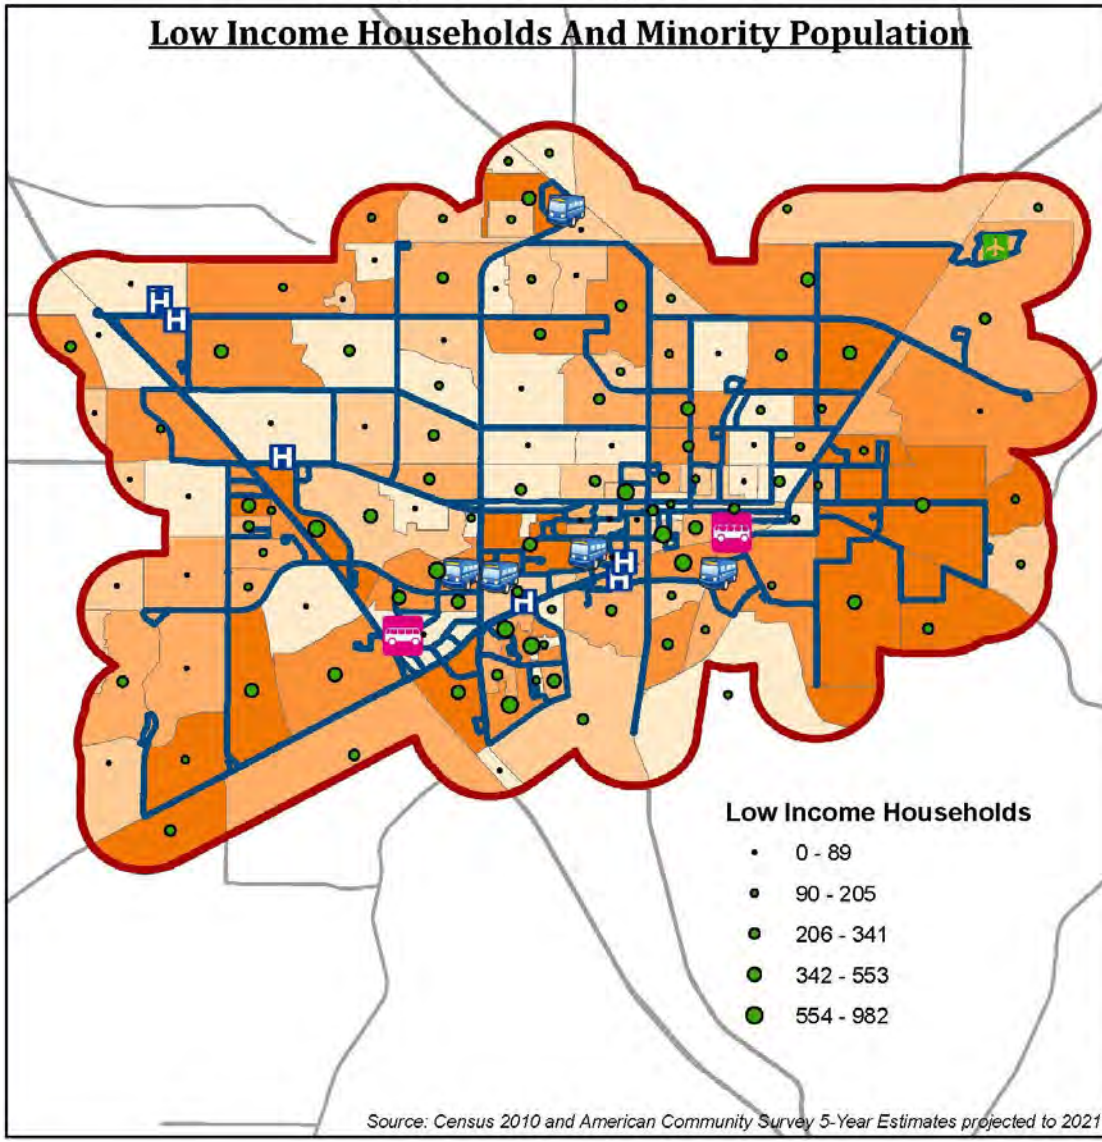 Low Income Households And Minority Population
H
H
H
H
H
H
Low Income Households
0 - 89
90 - 205
206 - 341
342 - 553
554 - 982
Source: Census 2010 and American Community Survey 5-Year Estimates projected to 2021